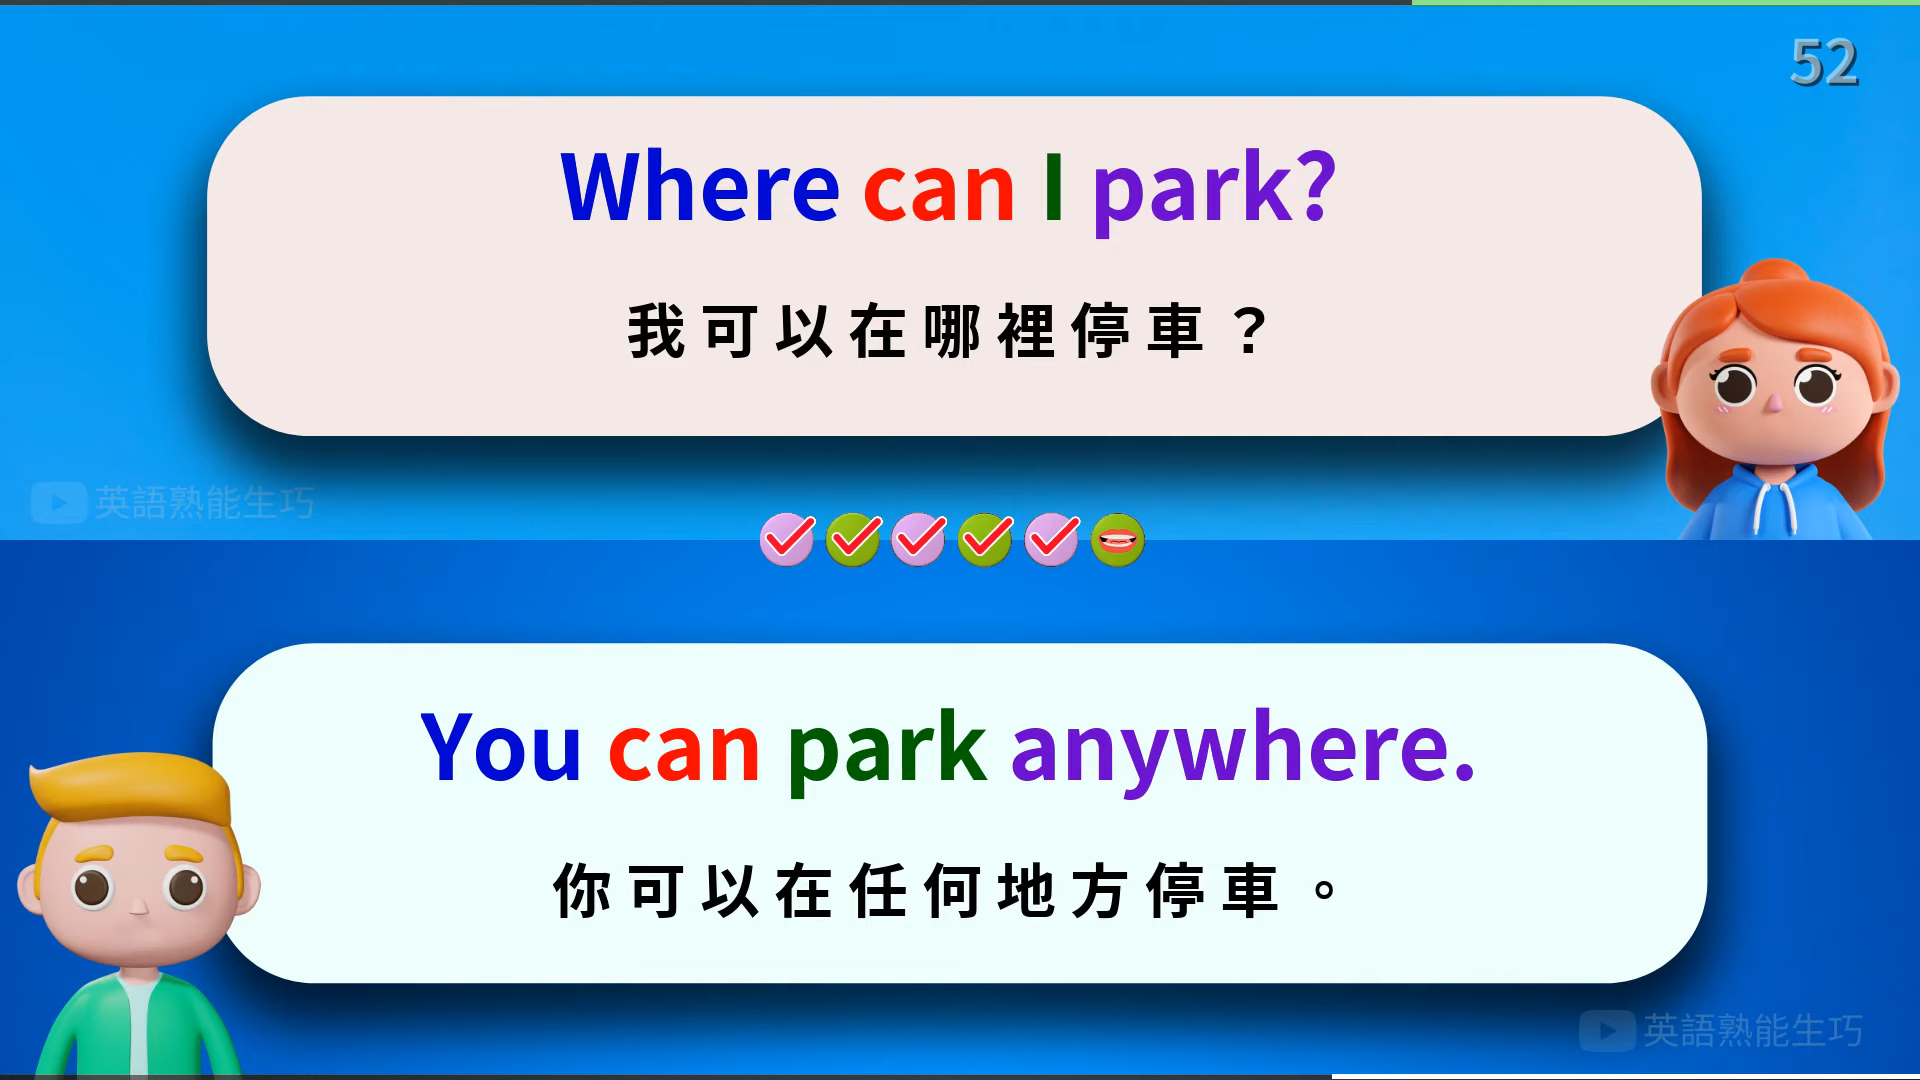 52
Where can I park?
我可以在哪裡停車？
英語熟能生巧
You can park anywhere.
你可以在任何地方停車。
英語熟能生巧